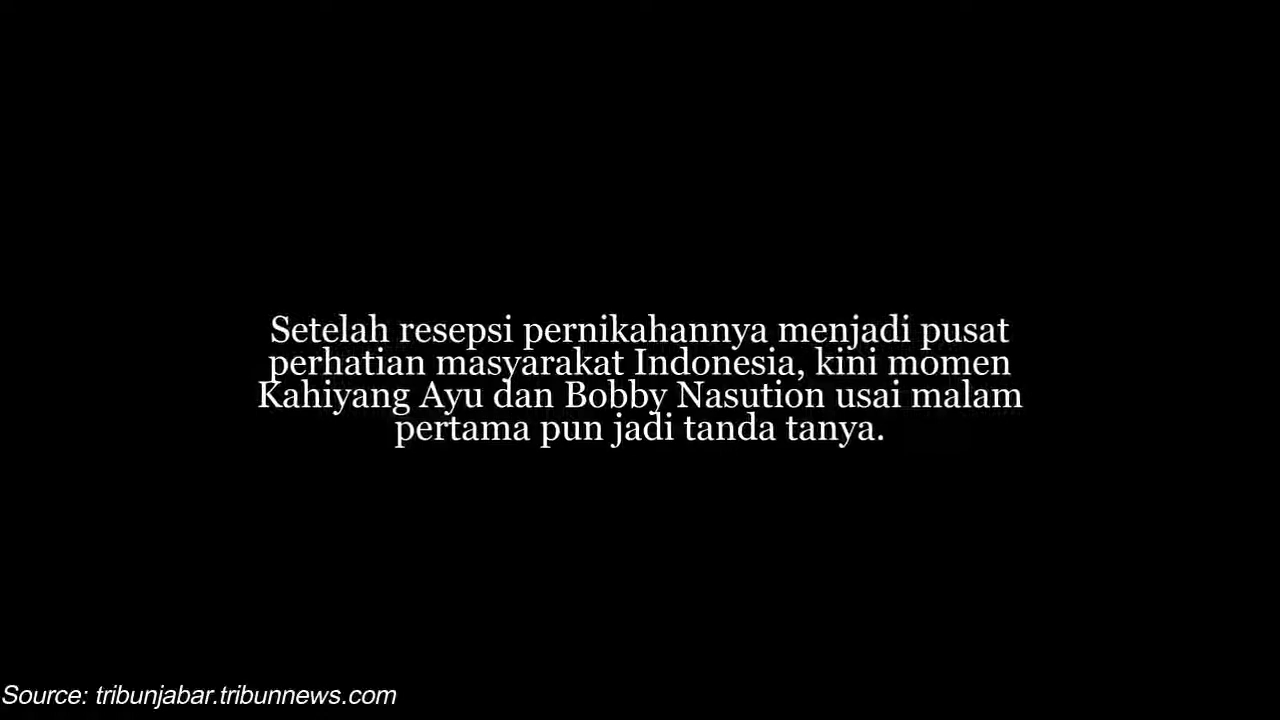 Setelah resepsi pernikahannya menjadi pusat
perhatian masyarakat Indonesia, kini momen
Kahiyang Ayu dan Bobby Nasution usai malam
pertama pun jadi tanda tanya.
Source: tribunjabar.tribunnews.com